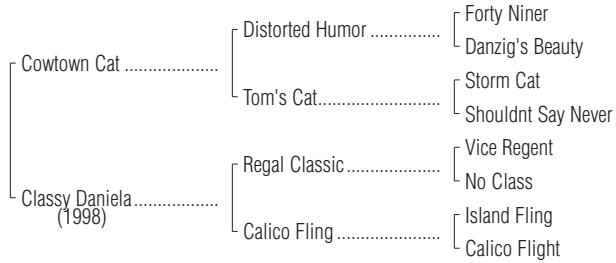 Forty Niner
Distorted Humor ...............
Danzig's Beauty
Cowtown Cat ....................
Storm Cat
Tom's Cat..........................
Shouldnt Say Never
Vice Regent
Regal Classic ....................
No Class
Classy Daniela..................
(1998)
Island Fling
Calico Fling ......................
Calico Flight